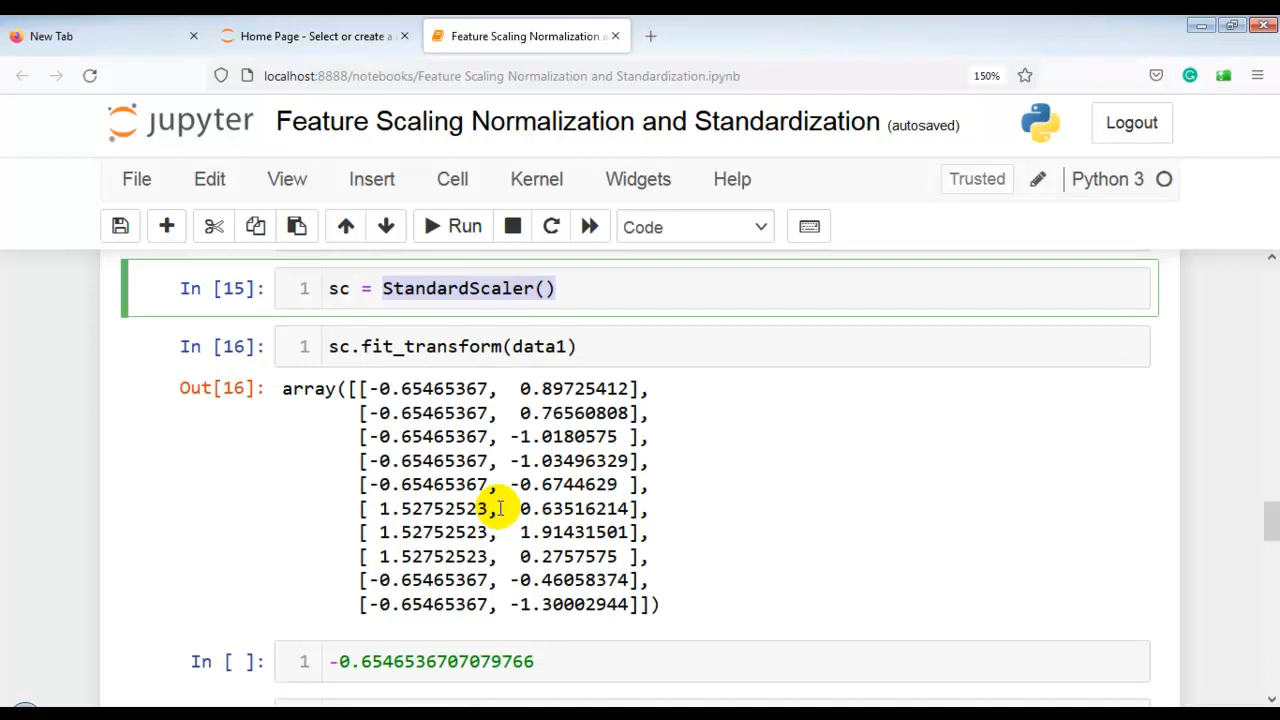 New Tab
Home Page - Select or create a
Feature Scaling Normalization a
localhost:8888/notebooks/Feature Scaling Normalization and Standardization.ipynb
150%
jupyter Feature Scaling Normalization and Standardization (autosaved)
Logout
File Edit View Insert Cell Kernel Widgets Help
Trusted
Python 3
Run
Code
In [15]: 1 sc = StandardScaler()
In [16]: 1 sc.fit_transform(data1)
Out[16]: array([[-0.65465367, 0.89725412],
[-0.65465367, 0.76560808],
[-0.65465367, -1.0180575 ],
[-0.65465367, -1.03496329],
[-0.65465367, -0.6744629 ],
[ 1.52752523, 0.63516214],
[ 1.52752523, 1.91431501],
[ 1.52752523, 0.2757575 ],
[-0.65465367, -0.46058374],
[-0.65465367, -1.30002944]])
In [ ]: 1 -0.6546536707079766